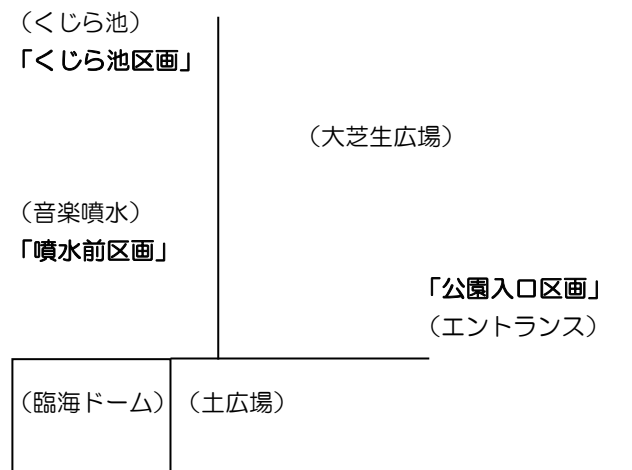 （くじら池）
「くじら池区画」
（大芝生広場）
（音楽噴水）
「噴水前区画」
「公園入口区画」
（エントランス）
（臨海ドーム）
（土広場）